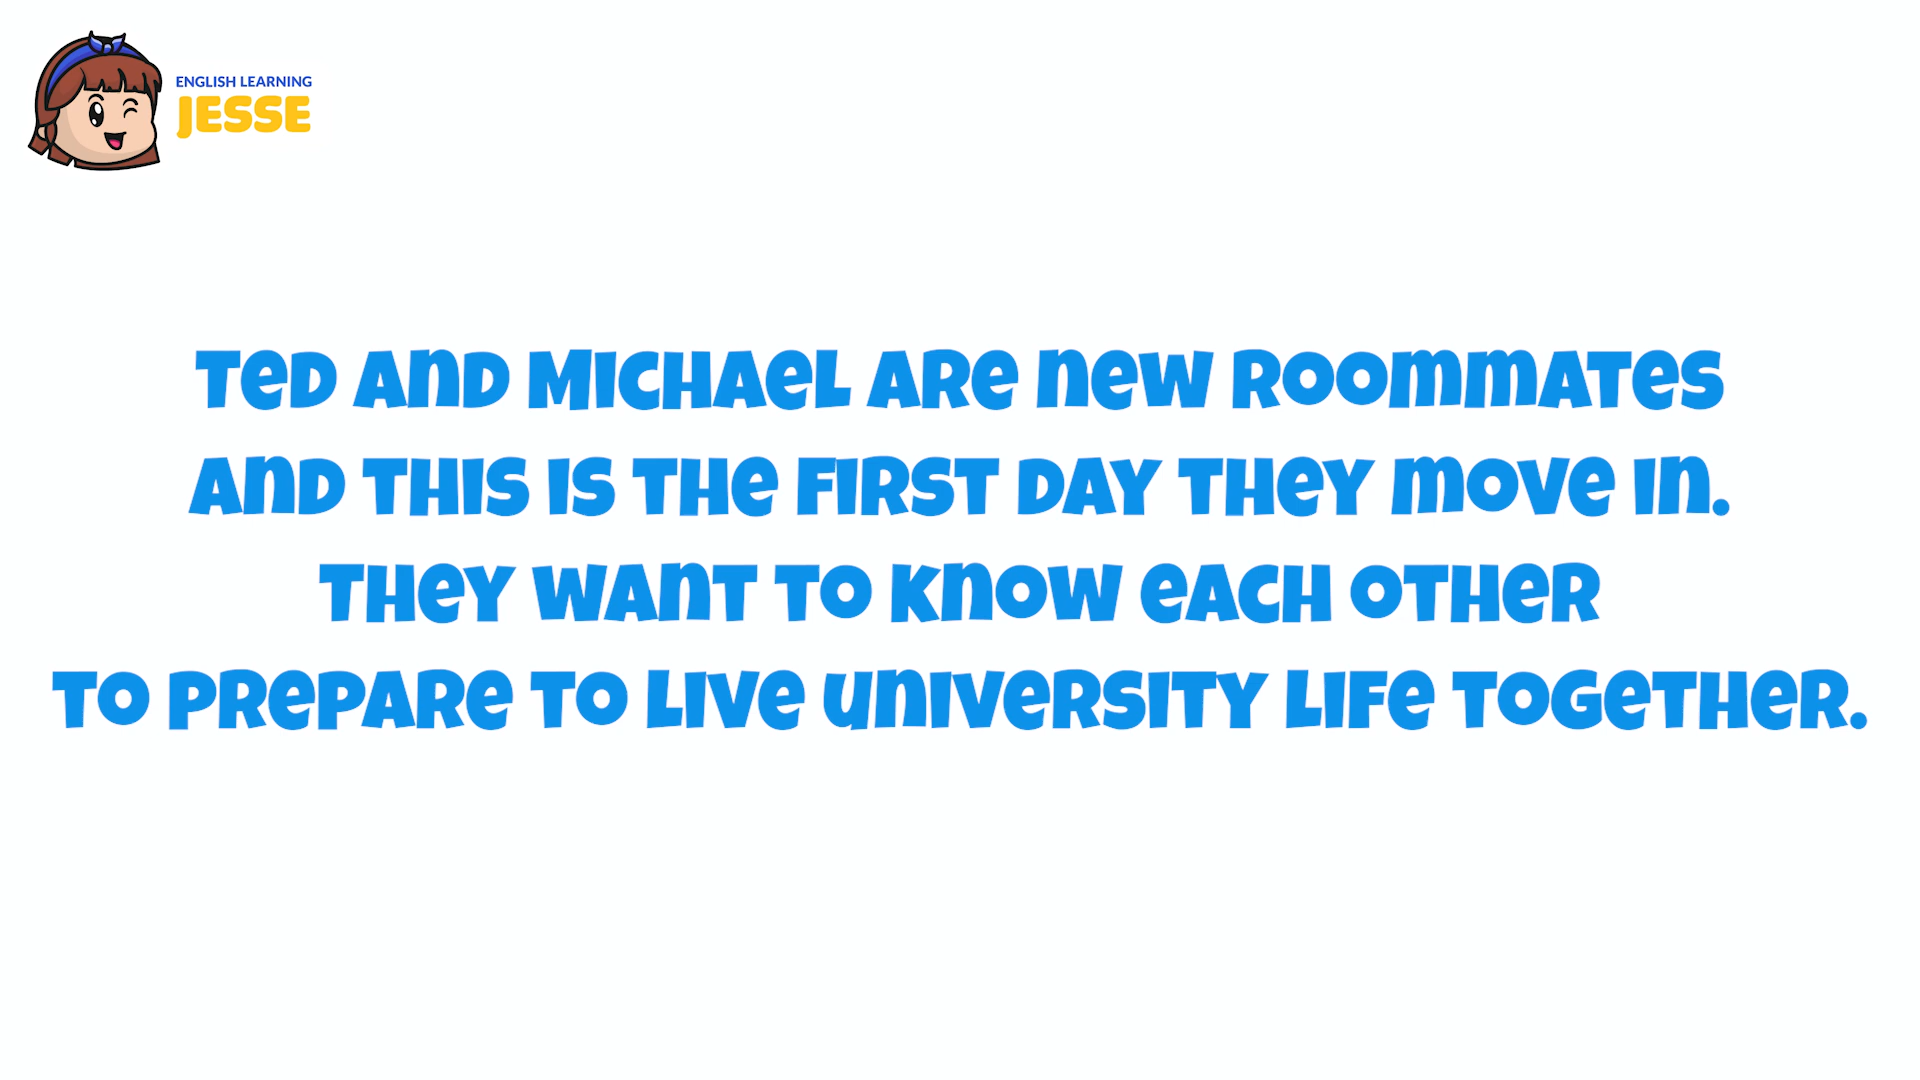 ENGLISH LEARNING
JESSE
Ted and Michael are new roommates
and this is the first day they move in.
They want to know each other
to prepare to live university life together.